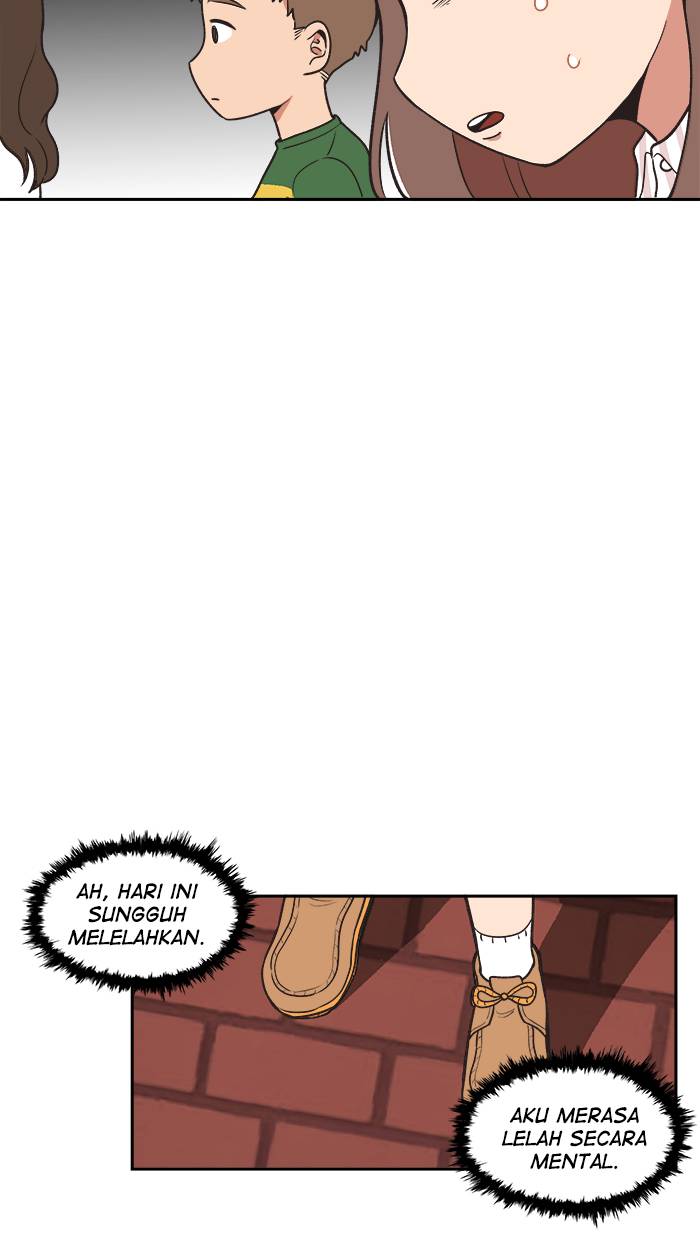 AH, HARI INI
SUNGGUH
MELELAHKAN.
AKU MERASA
LELAH SECARA
MENTAL.